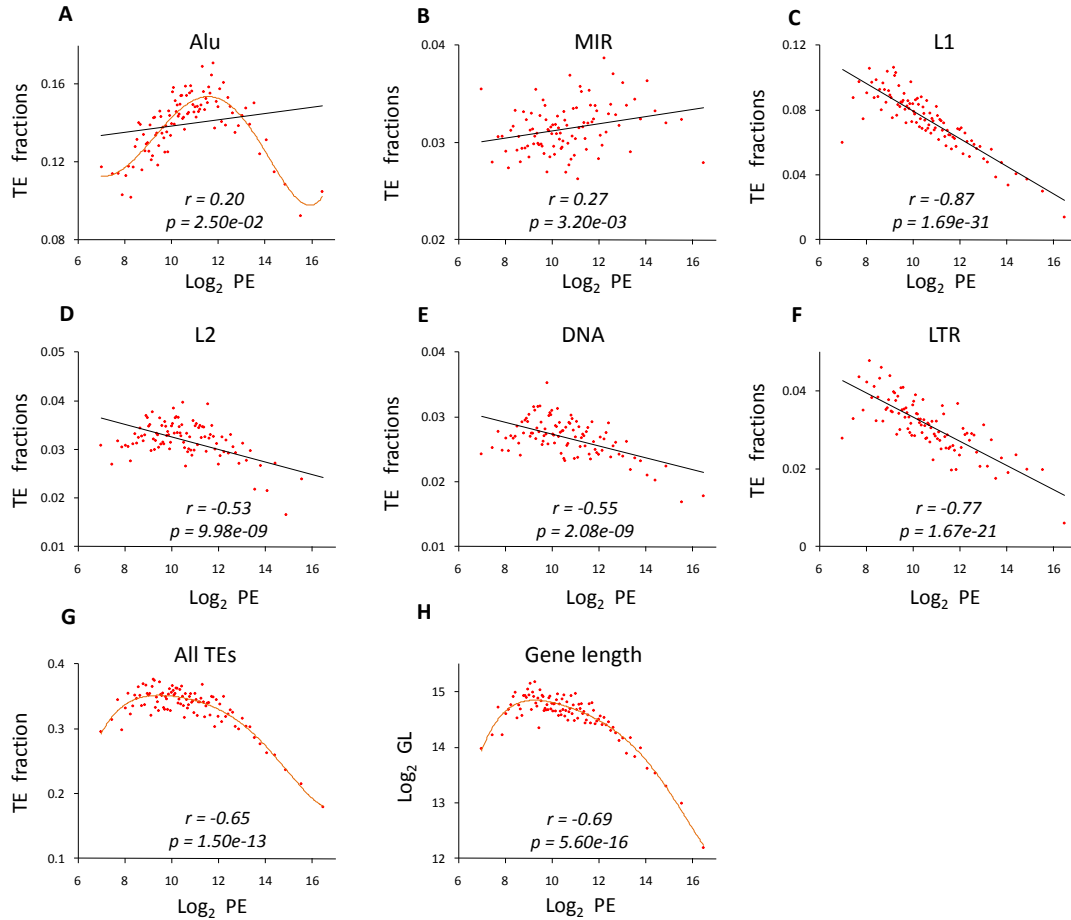 A
Alu
TE fractions
0.16
0.12
0.08
r = 0.20
p = 2.50e-02
6 8 10 12 14 16
Log2 PE
B
MIR
TE fractions
0.04
0.03
0.02
r = 0.27
p = 3.20e-03
6 8 10 12 14 16
Log2 PE
C
L1
TE fractions
0.12
0.08
0.04
0
r = -0.87
p = 1.69e-31
6 8 10 12 14 16
Log2 PE
D
L2
TE fractions
0.05
0.04
0.03
0.02
0.01
r = -0.53
p = 9.98e-09
6 8 10 12 14 16
Log2 PE
E
DNA
TE fractions
0.04
0.03
0.02
0.01
r = -0.55
p = 2.08e-09
6 8 10 12 14 16
Log2 PE
F
LTR
TE fractions
0.04
0.02
0
r = -0.77
p = 1.67e-21
6 8 10 12 14 16
Log2 PE
G
All TEs
TE fraction
0.4
0.3
0.2
0.1
r = -0.65
p = 1.50e-13
6 8 10 12 14 16
Log2 PE
H
Gene length
Log2 GL
15
14
13
12
r = -0.69
p = 5.60e-16
6 8 10 12 14 16
Log2 PE